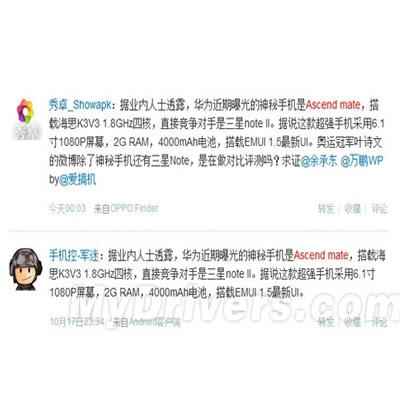 秀卓_Showapk：据业内人士透露，华为近期曝光的神秘手机是Ascend mate，搭
载海思K3V3 1.8GHz四核，直接竞争对手是三星note II。据说这款超强手机采用6.1
寸1080P屏幕，2G RAM，4000mAh电池，搭载EMUI 1.5最新UI。奥运冠军叶诗文
的微博除了神秘手机还有三星Note，是在做对比评测吗？求证@余承东 @万鹏WP
by@爱搞机
今天00:03 来自OPPO Finder
转发 | 收藏 | 评论
手机控-军迷：据业内人士透露，华为近期曝光的神秘手机是Ascend mate，搭载海
思K3V3 1.8GHz四核，直接竞争对手是三星note II。据说这款超强手机采用6.1寸
1080P屏幕，2G RAM，4000mAh电池，搭载EMUI 1.5最新UI。
10月17日23:34 来自Android客户端
转发 | 收藏 | 评论
MyDrivers.com